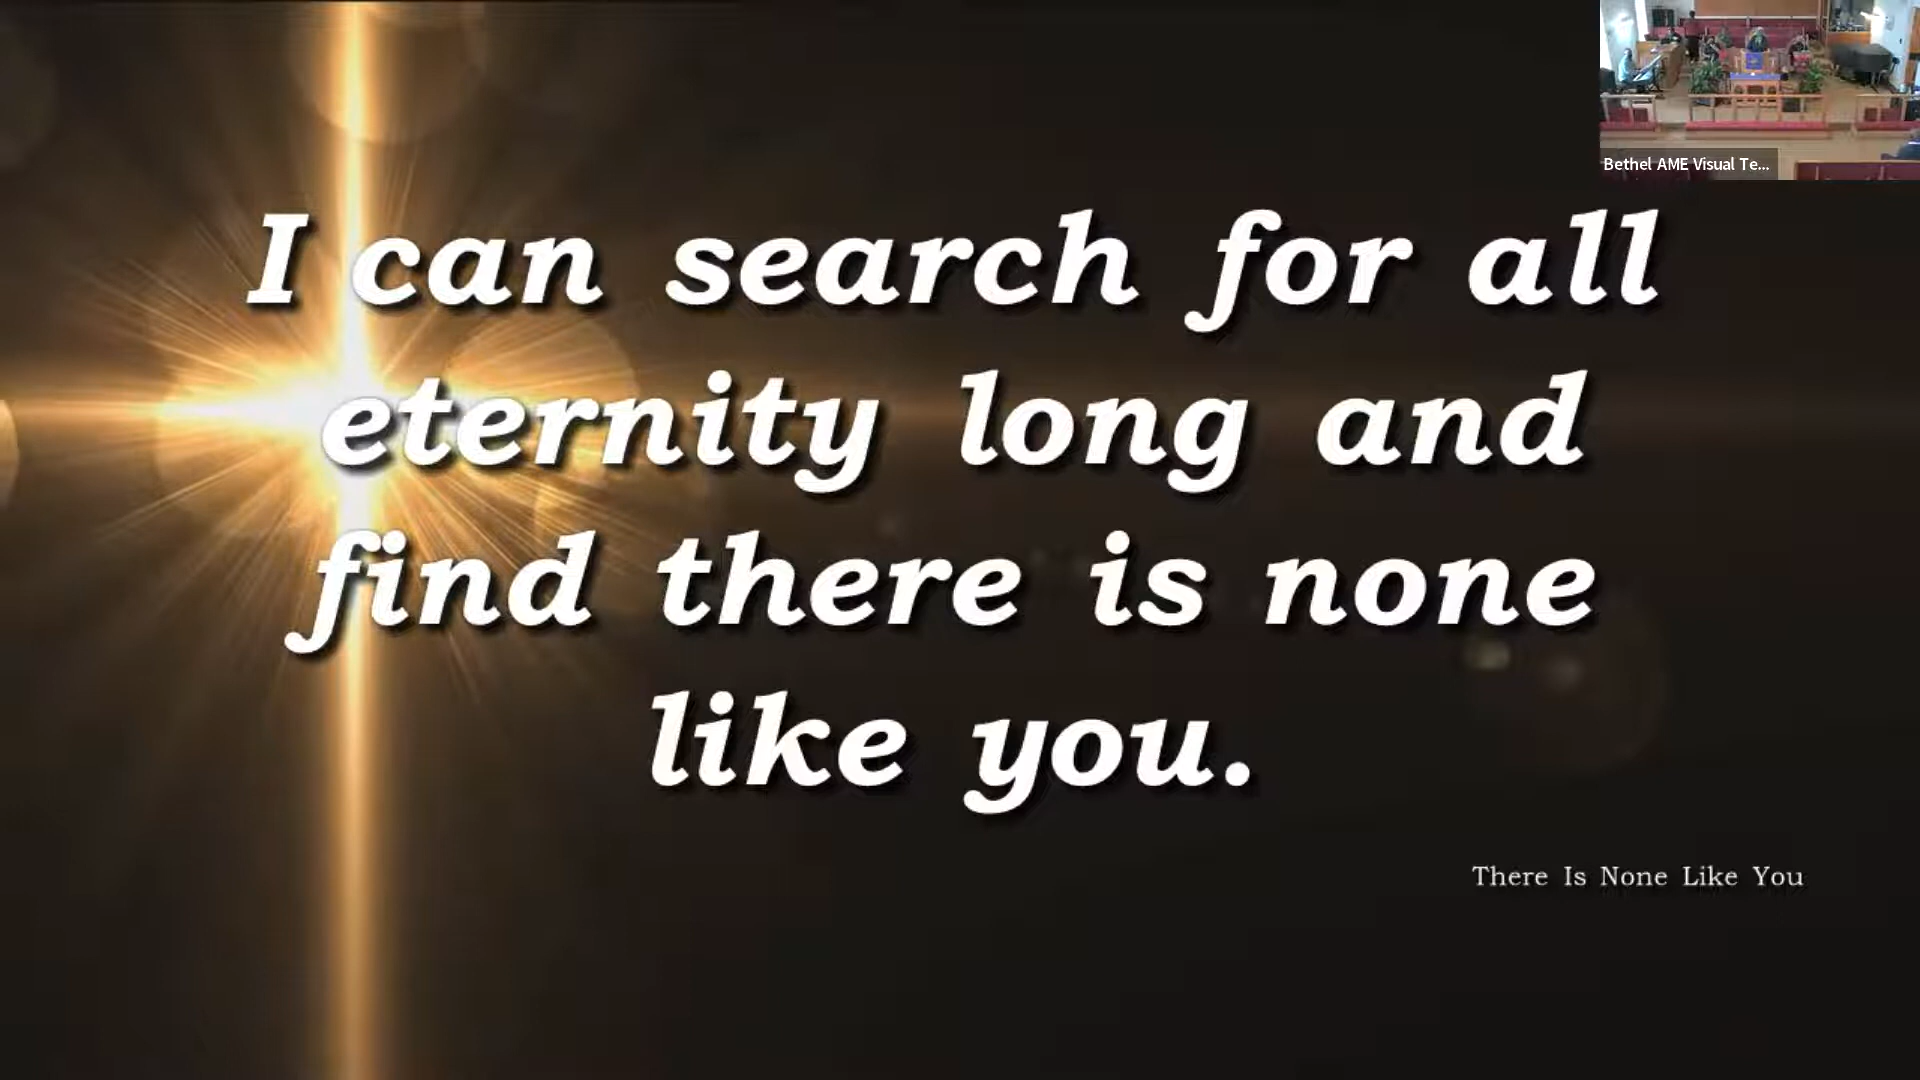 Bethel AME Visual Te...
I can search for all
eternity long and
find there is none
like you.
There Is None Like You